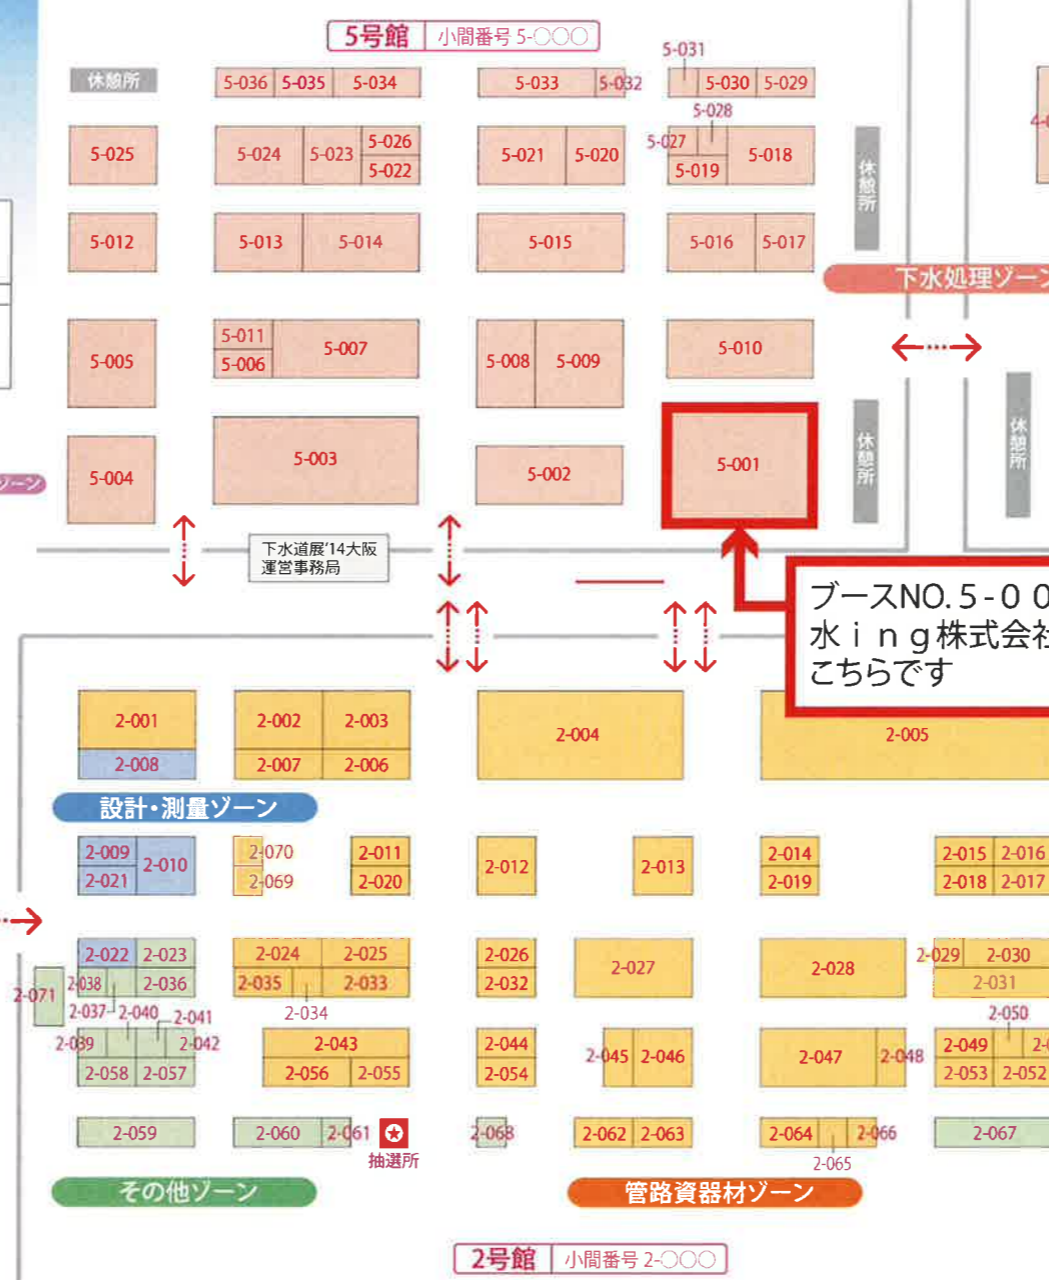 5号館 小間番号 5-○○○
5-031
休憩所 5-036 5-035 5-034 5-033 5-032 5-030 5-029
5-028
5-025 5-024 5-023 5-026 5-022 5-021 5-020 5-027 5-019 5-018
休憩所
5-012 5-013 5-014 5-015 5-016 5-017
下水処理ゾーン
5-005 5-011 5-006 5-007 5-008 5-009 5-010
5-004 5-003 5-002 5-001
休憩所
休憩所
ゾーン
下水道展'14大阪
運営事務局
ブースNO.5-00
水ing株式会社
こちらです
2-001 2-002 2-003 2-004 2-005
2-008 2-007 2-006
設計・測量ゾーン
2-009 2-010 2-070 2-011 2-012 2-013 2-014 2-015 2-016
2-021 2-069 2-020 2-019 2-018 2-017
2-022 2-023 2-024 2-025 2-026 2-027 2-028 2-029 2-030
2-071 2-038 2-036 2-035 2-033 2-032 2-031
2-037 2-040 2-041 2-034 2-050
2-039 2-042 2-043 2-044 2-045 2-046 2-047 2-048 2-049
2-058 2-057 2-056 2-055 2-054 2-053 2-052
2-059 2-060 2-061 2-068 2-062 2-063 2-064 2-066 2-067
抽選所 2-065
その他ゾーン 管路資器材ゾーン
2号館 小間番号 2-○○○